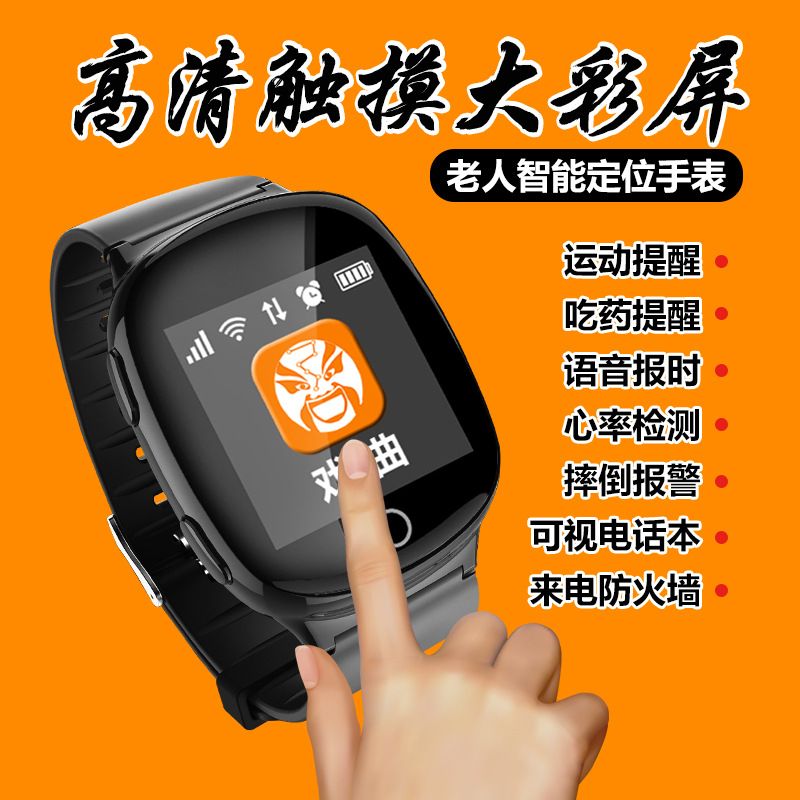 高清触摸大彩屏
老人智能定位手表
运动提醒
吃药提醒
语音报时
心率检测
摔倒报警
可视电话本
来电防火墙
戏曲